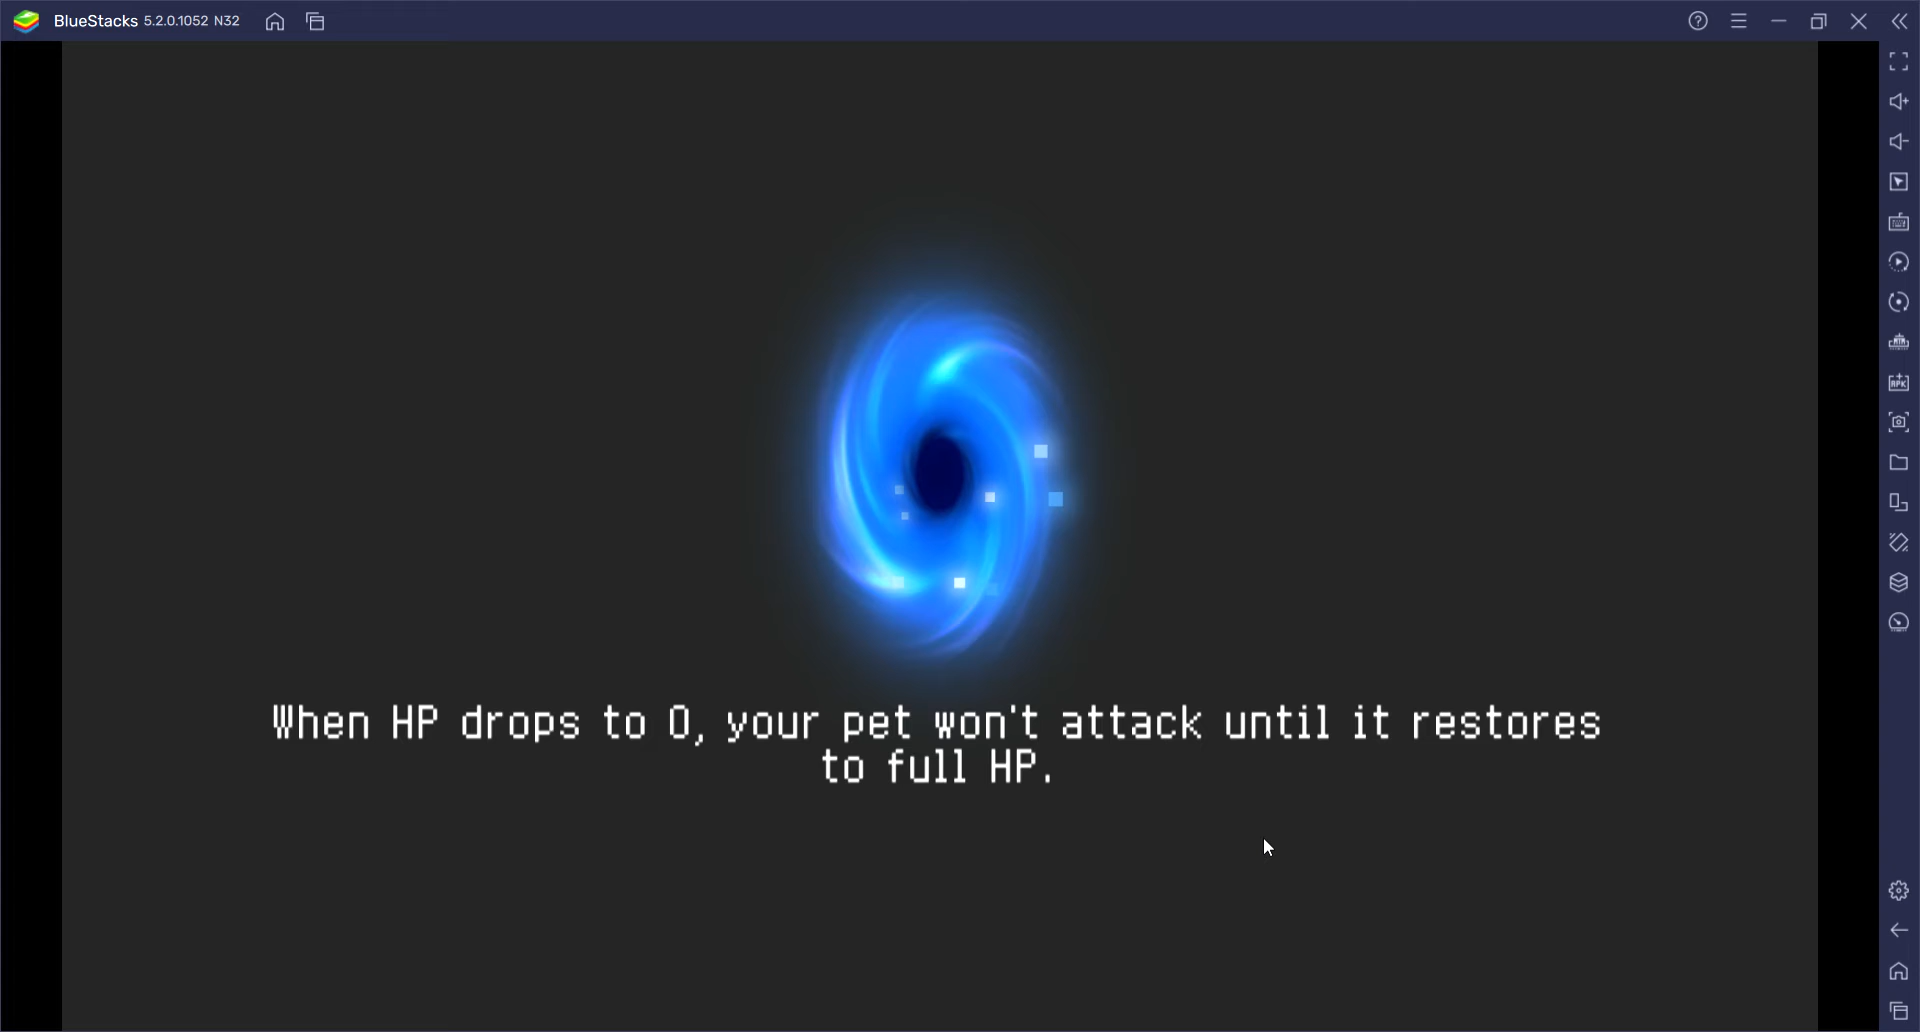 BlueStacks 5.2.0.1052 N32
When HP drops to 0, your pet won't attack until it restores
to full HP.
APK